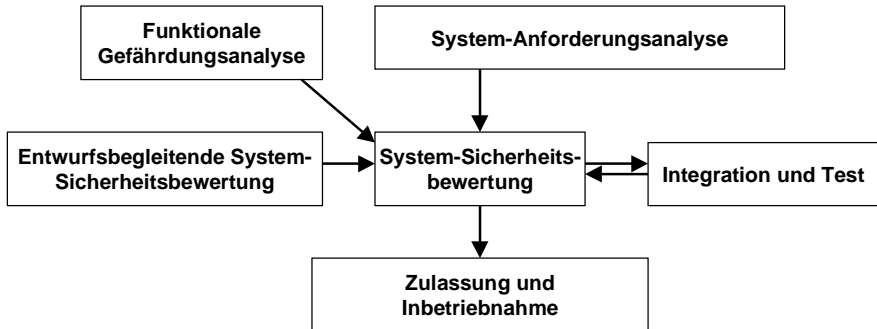 Funktionale
Gefährdungsanalyse
System-Anforderungsanalyse
Entwurfsbegleitende System-
Sicherheitsbewertung
System-Sicherheits-
bewertung
Integration und Test
Zulassung und
Inbetriebnahme